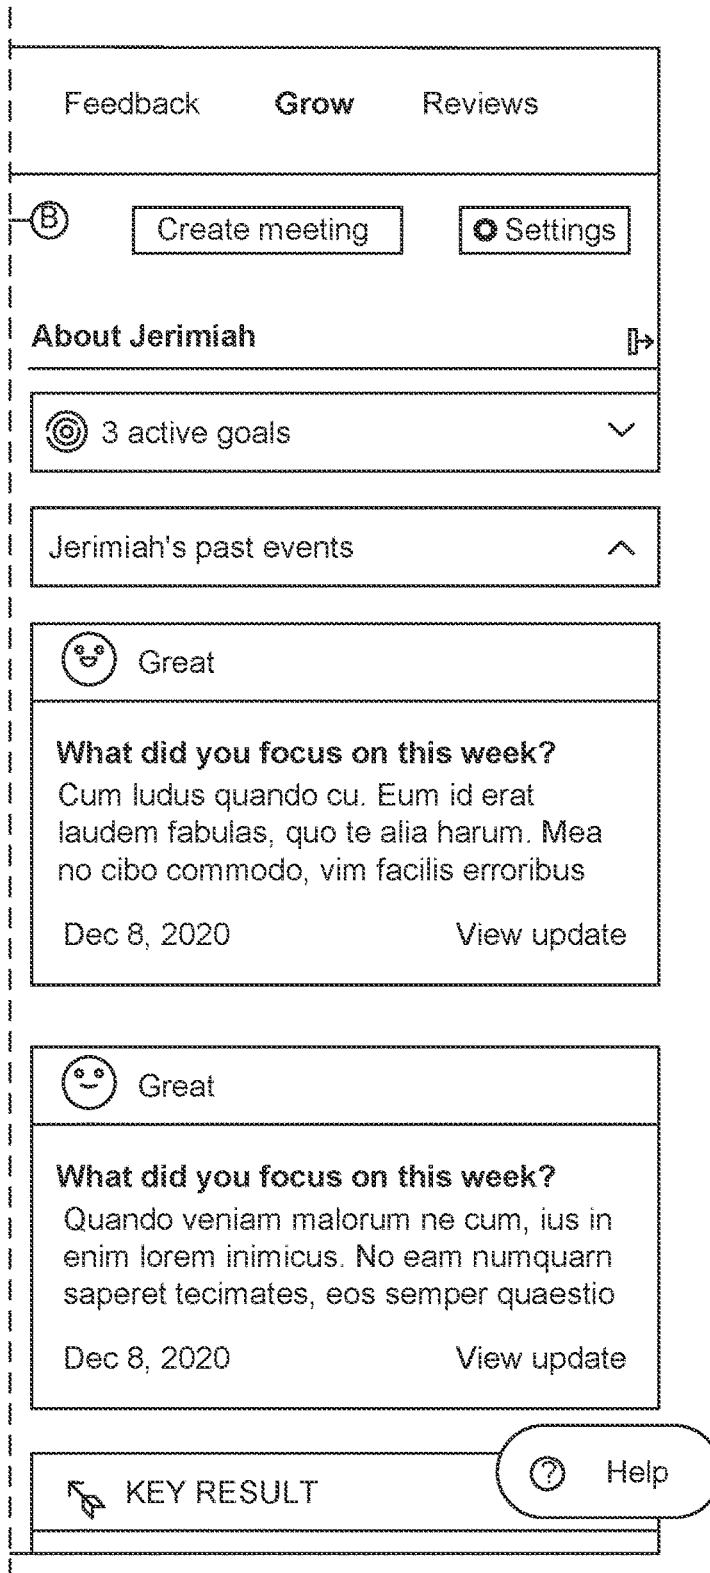 Feedback Grow Reviews
B Create meeting Settings
About Jerimiah
3 active goals
Jerimiah's past events
Great
What did you focus on this week?
Cum ludus quando cu. Eum id erat
laudem fabulas, quo te alia harum. Mea
no cibo commodo, vim facilis erroribus
Dec 8, 2020 View update
Great
What did you focus on this week?
Quando veniam malorum ne cum, ius in
enim lorem inimicus. No eam numquarn
saperet tecimates, eos semper quaestio
Dec 8, 2020 View update
? Help
KEY RESULT